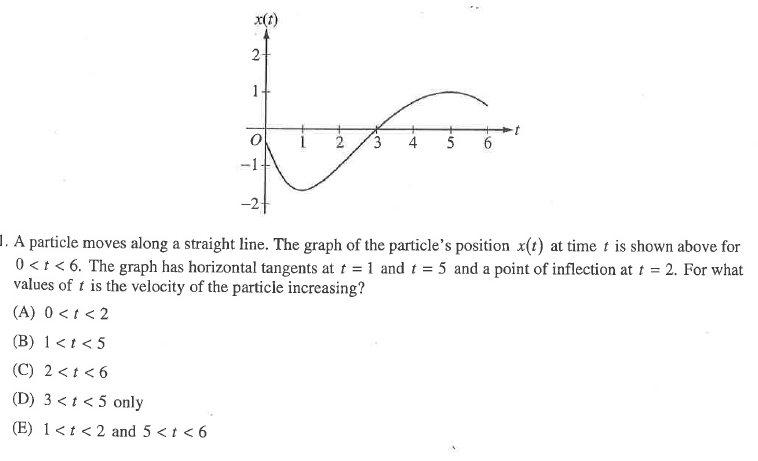 x(t)
2
1
O 1 2 3 4 5 6 t
−1
−2
1. A particle moves along a straight line. The graph of the particle's position x(t) at time t is shown above for
0 < t < 6. The graph has horizontal tangents at t = 1 and t = 5 and a point of inflection at t = 2. For what
values of t is the velocity of the particle increasing?
(A) 0 < t < 2
(B) 1 < t < 5
(C) 2 < t < 6
(D) 3 < t < 5 only
(E) 1 < t < 2 and 5 < t < 6